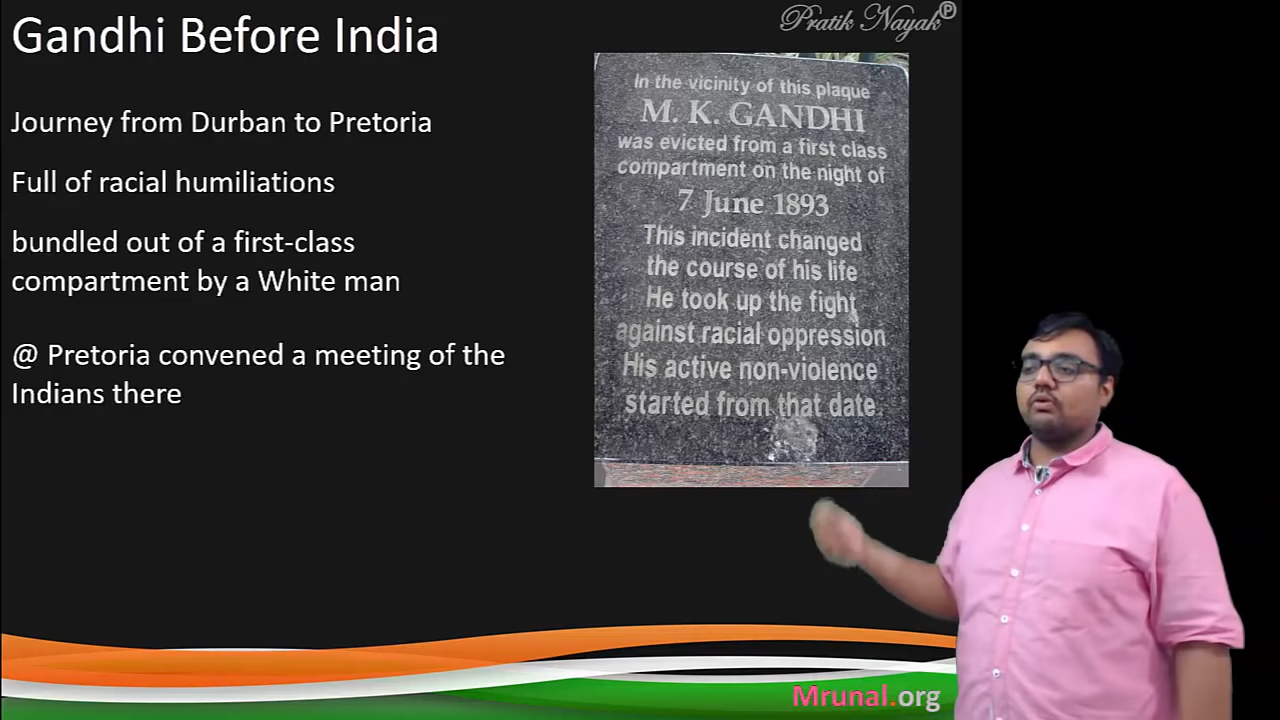 Gandhi Before India
Pratik Nayak℗
Journey from Durban to Pretoria
Full of racial humiliations
bundled out of a first-class
compartment by a White man
@ Pretoria convened a meeting of the
Indians there
In the vicinity of this plaque
M. K. GANDHI
was evicted from a first class
compartment on the night of
7 June 1893
This incident changed
the course of his life
He took up the fight
against racial oppression
His active non-violence
started from that date
Mrunal.org